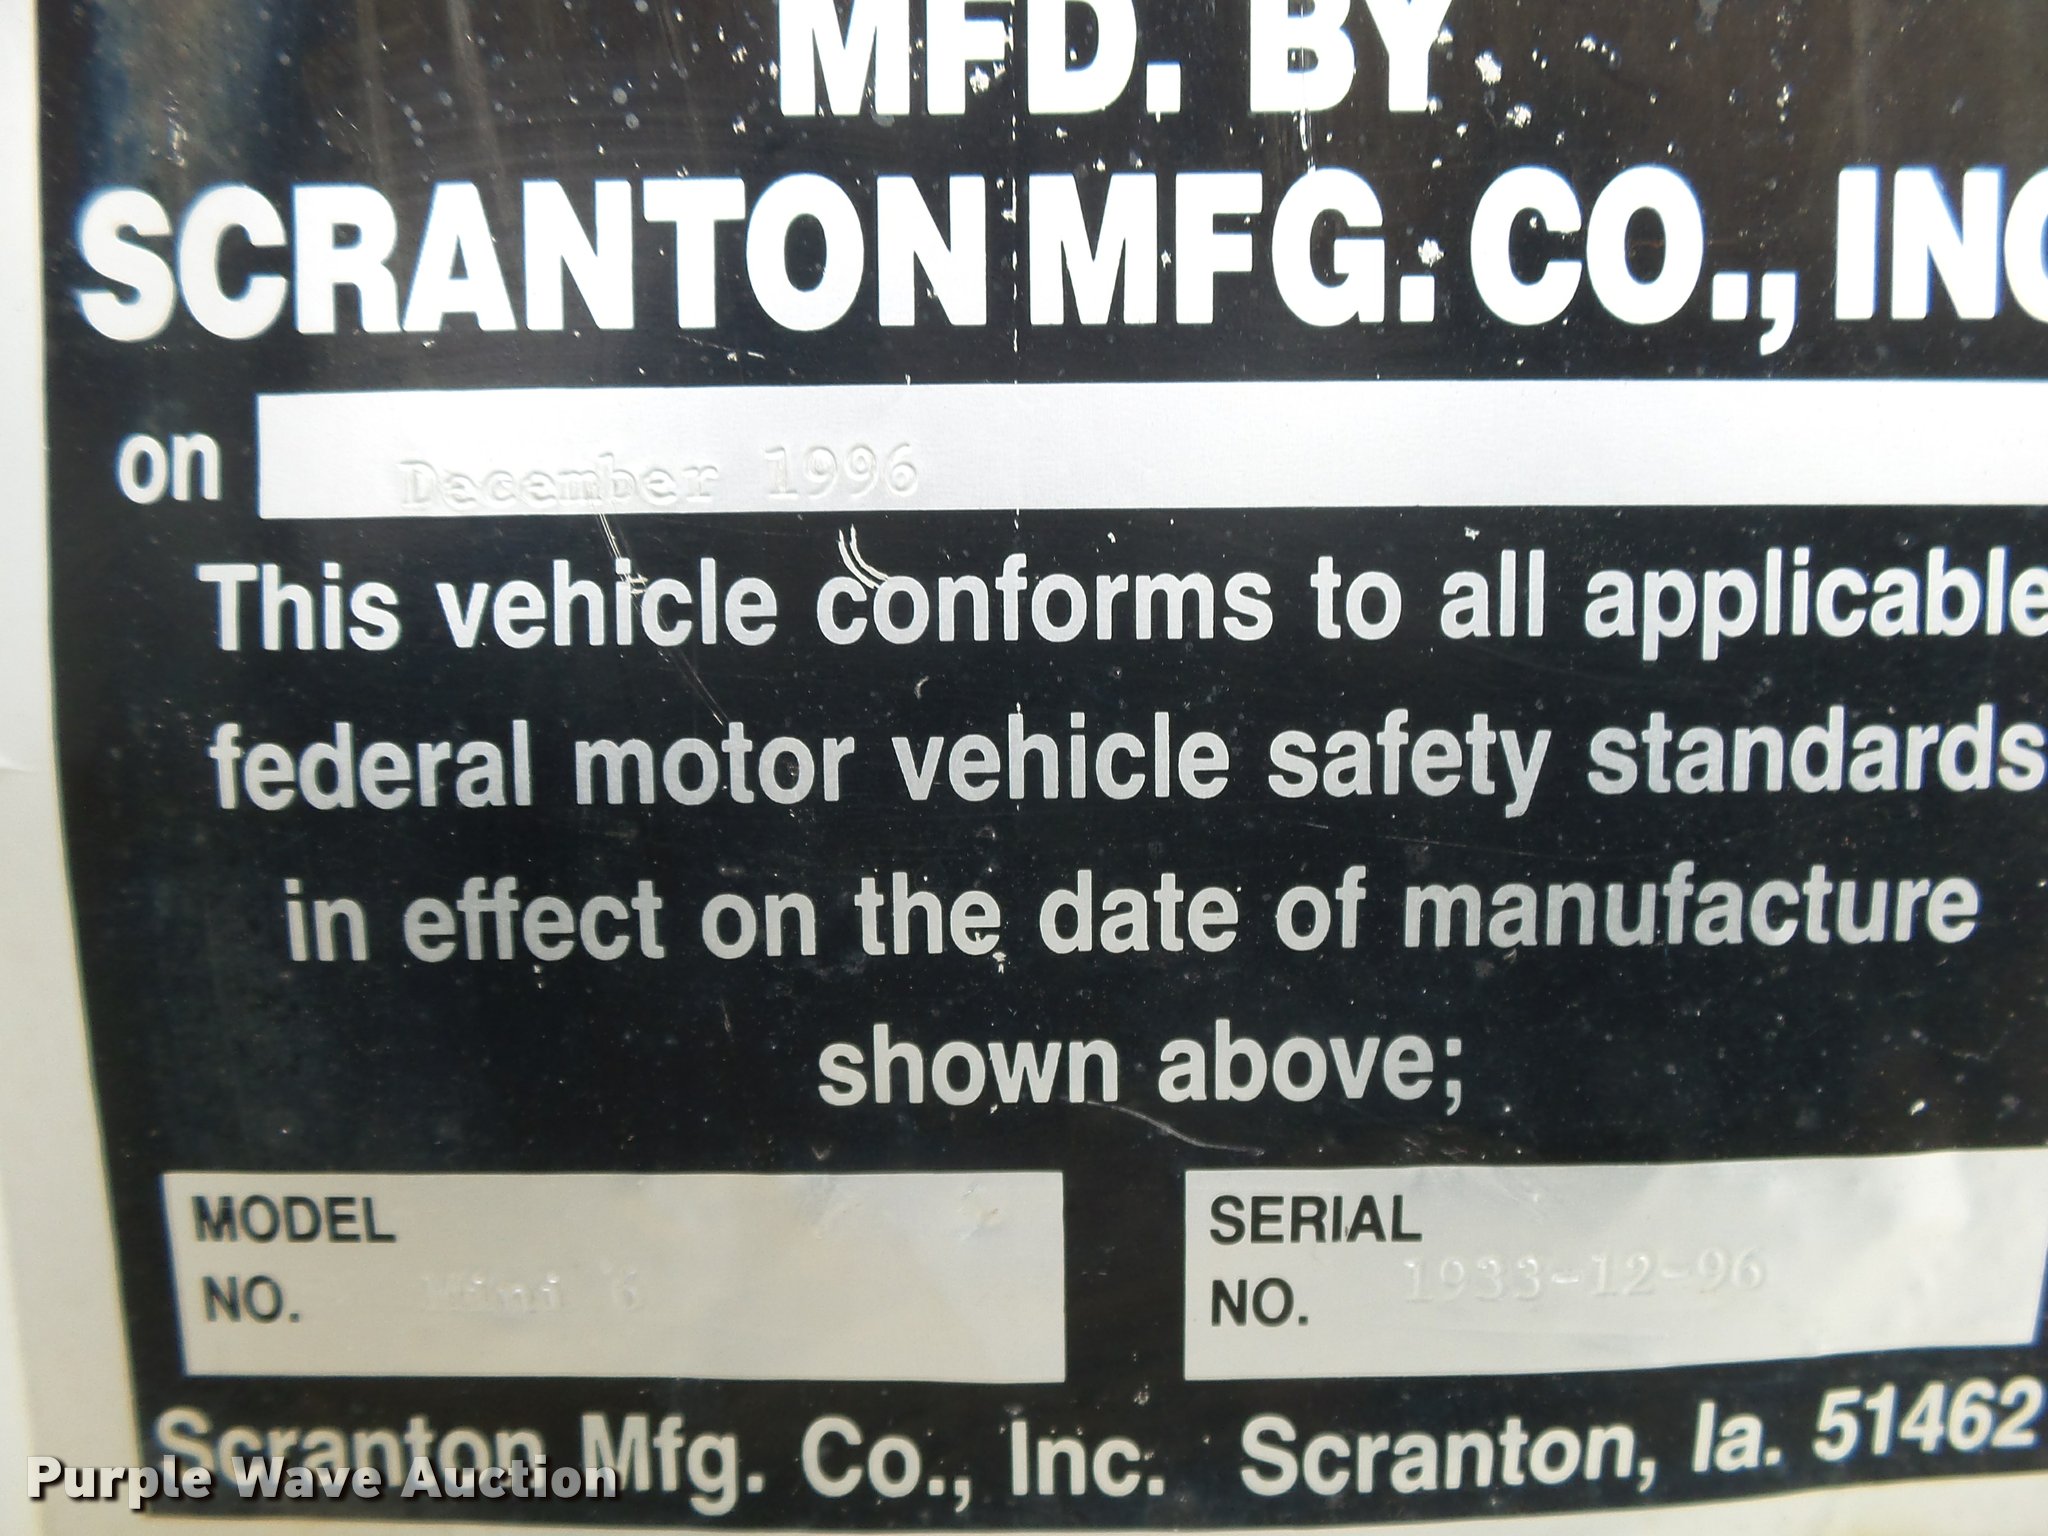 MFD. BY
SCRANTON MFG. CO., INC
on December 1996
This vehicle conforms to all applicable
federal motor vehicle safety standards
in effect on the date of manufacture
shown above;
MODEL
NO. Mini 6
SERIAL
NO. 1933-12-96
Scranton Mfg. Co., Inc. Scranton, Ia. 51462
Purple Wave Auction